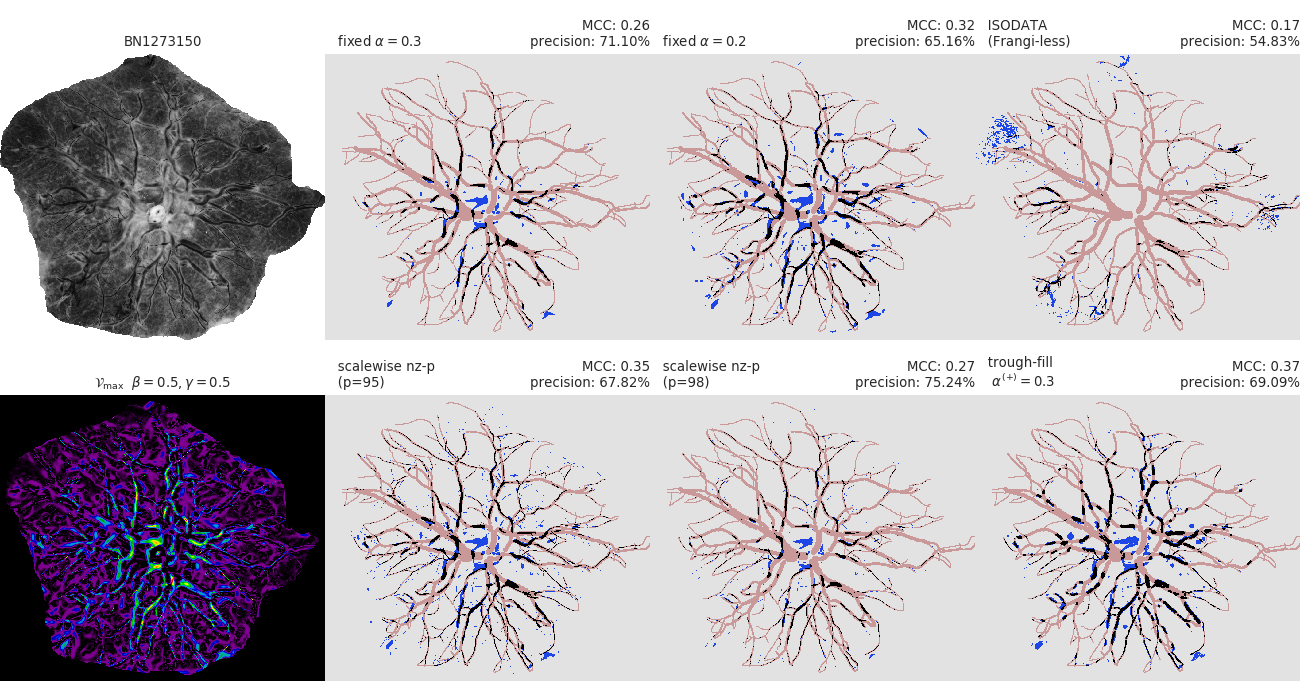 BN1273150
fixed α = 0.3
MCC: 0.26
precision: 71.10%
fixed α = 0.2
MCC: 0.32
precision: 65.16%
ISODATA
(Frangi-less)
MCC: 0.17
precision: 54.83%
𝒱max β = 0.5, γ = 0.5
scalewise nz-p
(p=95)
MCC: 0.35
precision: 67.82%
scalewise nz-p
(p=98)
MCC: 0.27
precision: 75.24%
trough-fill
α(+) = 0.3
MCC: 0.37
precision: 69.09%